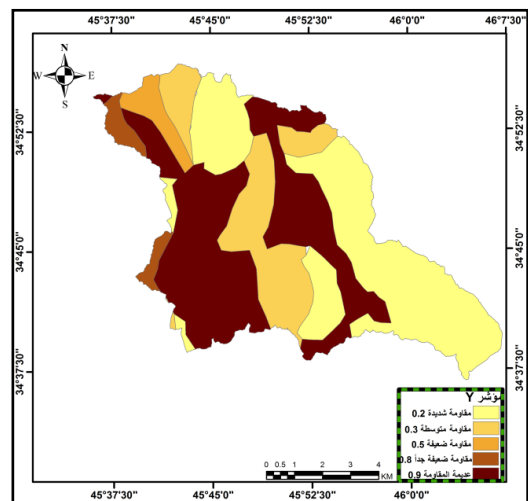 45°37'30" 45°45'0" 45°52'30" 46°0'0" 46°7'30"
N
W E
S
34°52'30" 34°52'30"
34°45'0" 34°45'0"
34°37'30" 34°37'30"
مؤشر Y
مقاومة شديدة 0.2
مقاومة متوسطة 0.3
مقاومة ضعيفة 0.5
مقاومة ضعيفة جداً 0.8
عديمة المقاومة 0.9
0 0.5 1 2 3 4
KM
45°37'30" 45°45'0" 45°52'30" 46°0'0"